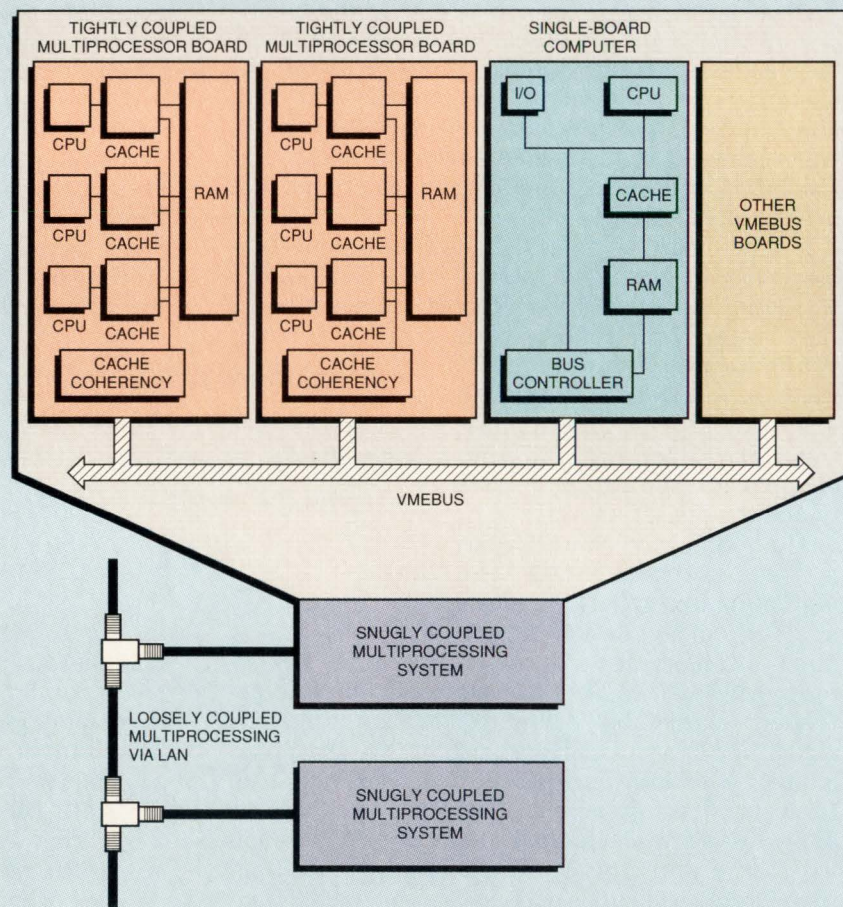 TIGHTLY COUPLED
MULTIPROCESSOR BOARD
CPU
CACHE
CPU
CACHE
CPU
CACHE
RAM
CACHE
COHERENCY
TIGHTLY COUPLED
MULTIPROCESSOR BOARD
CPU
CACHE
CPU
CACHE
CPU
CACHE
RAM
CACHE
COHERENCY
SINGLE-BOARD
COMPUTER
I/O
CPU
CACHE
RAM
BUS
CONTROLLER
OTHER
VMEBUS
BOARDS
VMEBUS
SNUGLY COUPLED
MULTIPROCESSING
SYSTEM
LOOSELY COUPLED
MULTIPROCESSING
VIA LAN
SNUGLY COUPLED
MULTIPROCESSING
SYSTEM